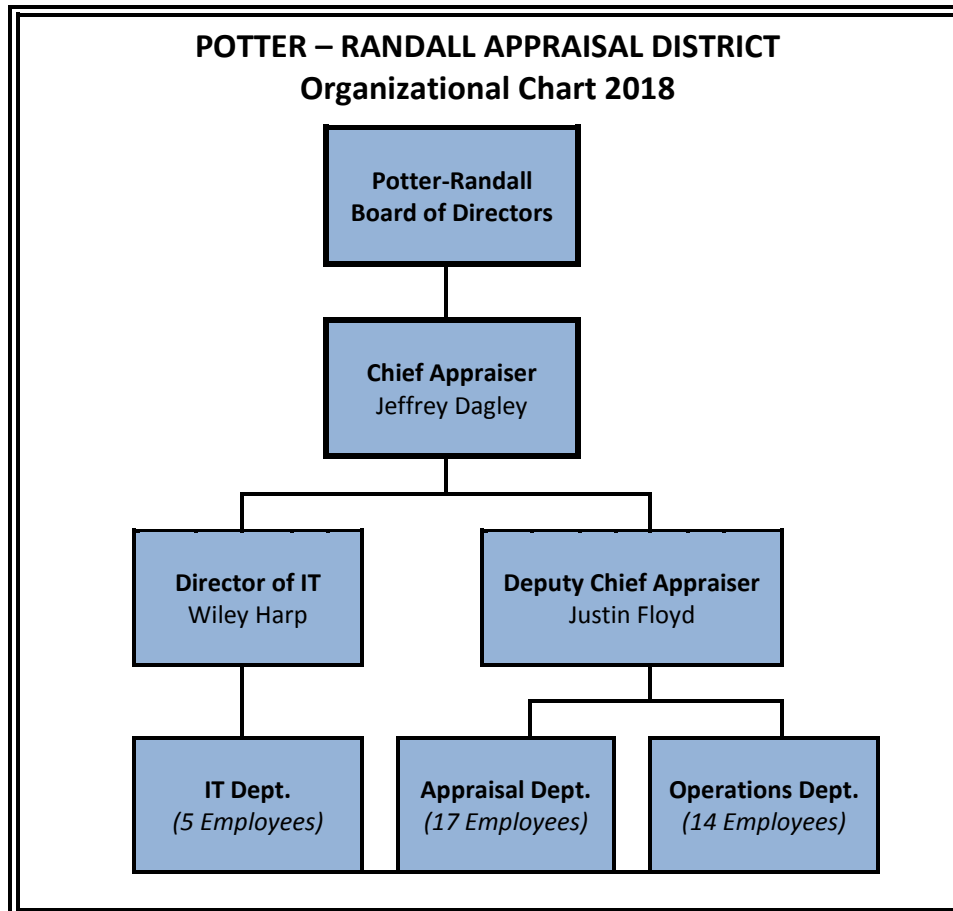 POTTER – RANDALL APPRAISAL DISTRICT
Organizational Chart 2018
Potter-Randall
Board of Directors
Chief Appraiser
Jeffrey Dagley
Director of IT
Wiley Harp
Deputy Chief Appraiser
Justin Floyd
IT Dept.
(5 Employees)
Appraisal Dept.
(17 Employees)
Operations Dept.
(14 Employees)